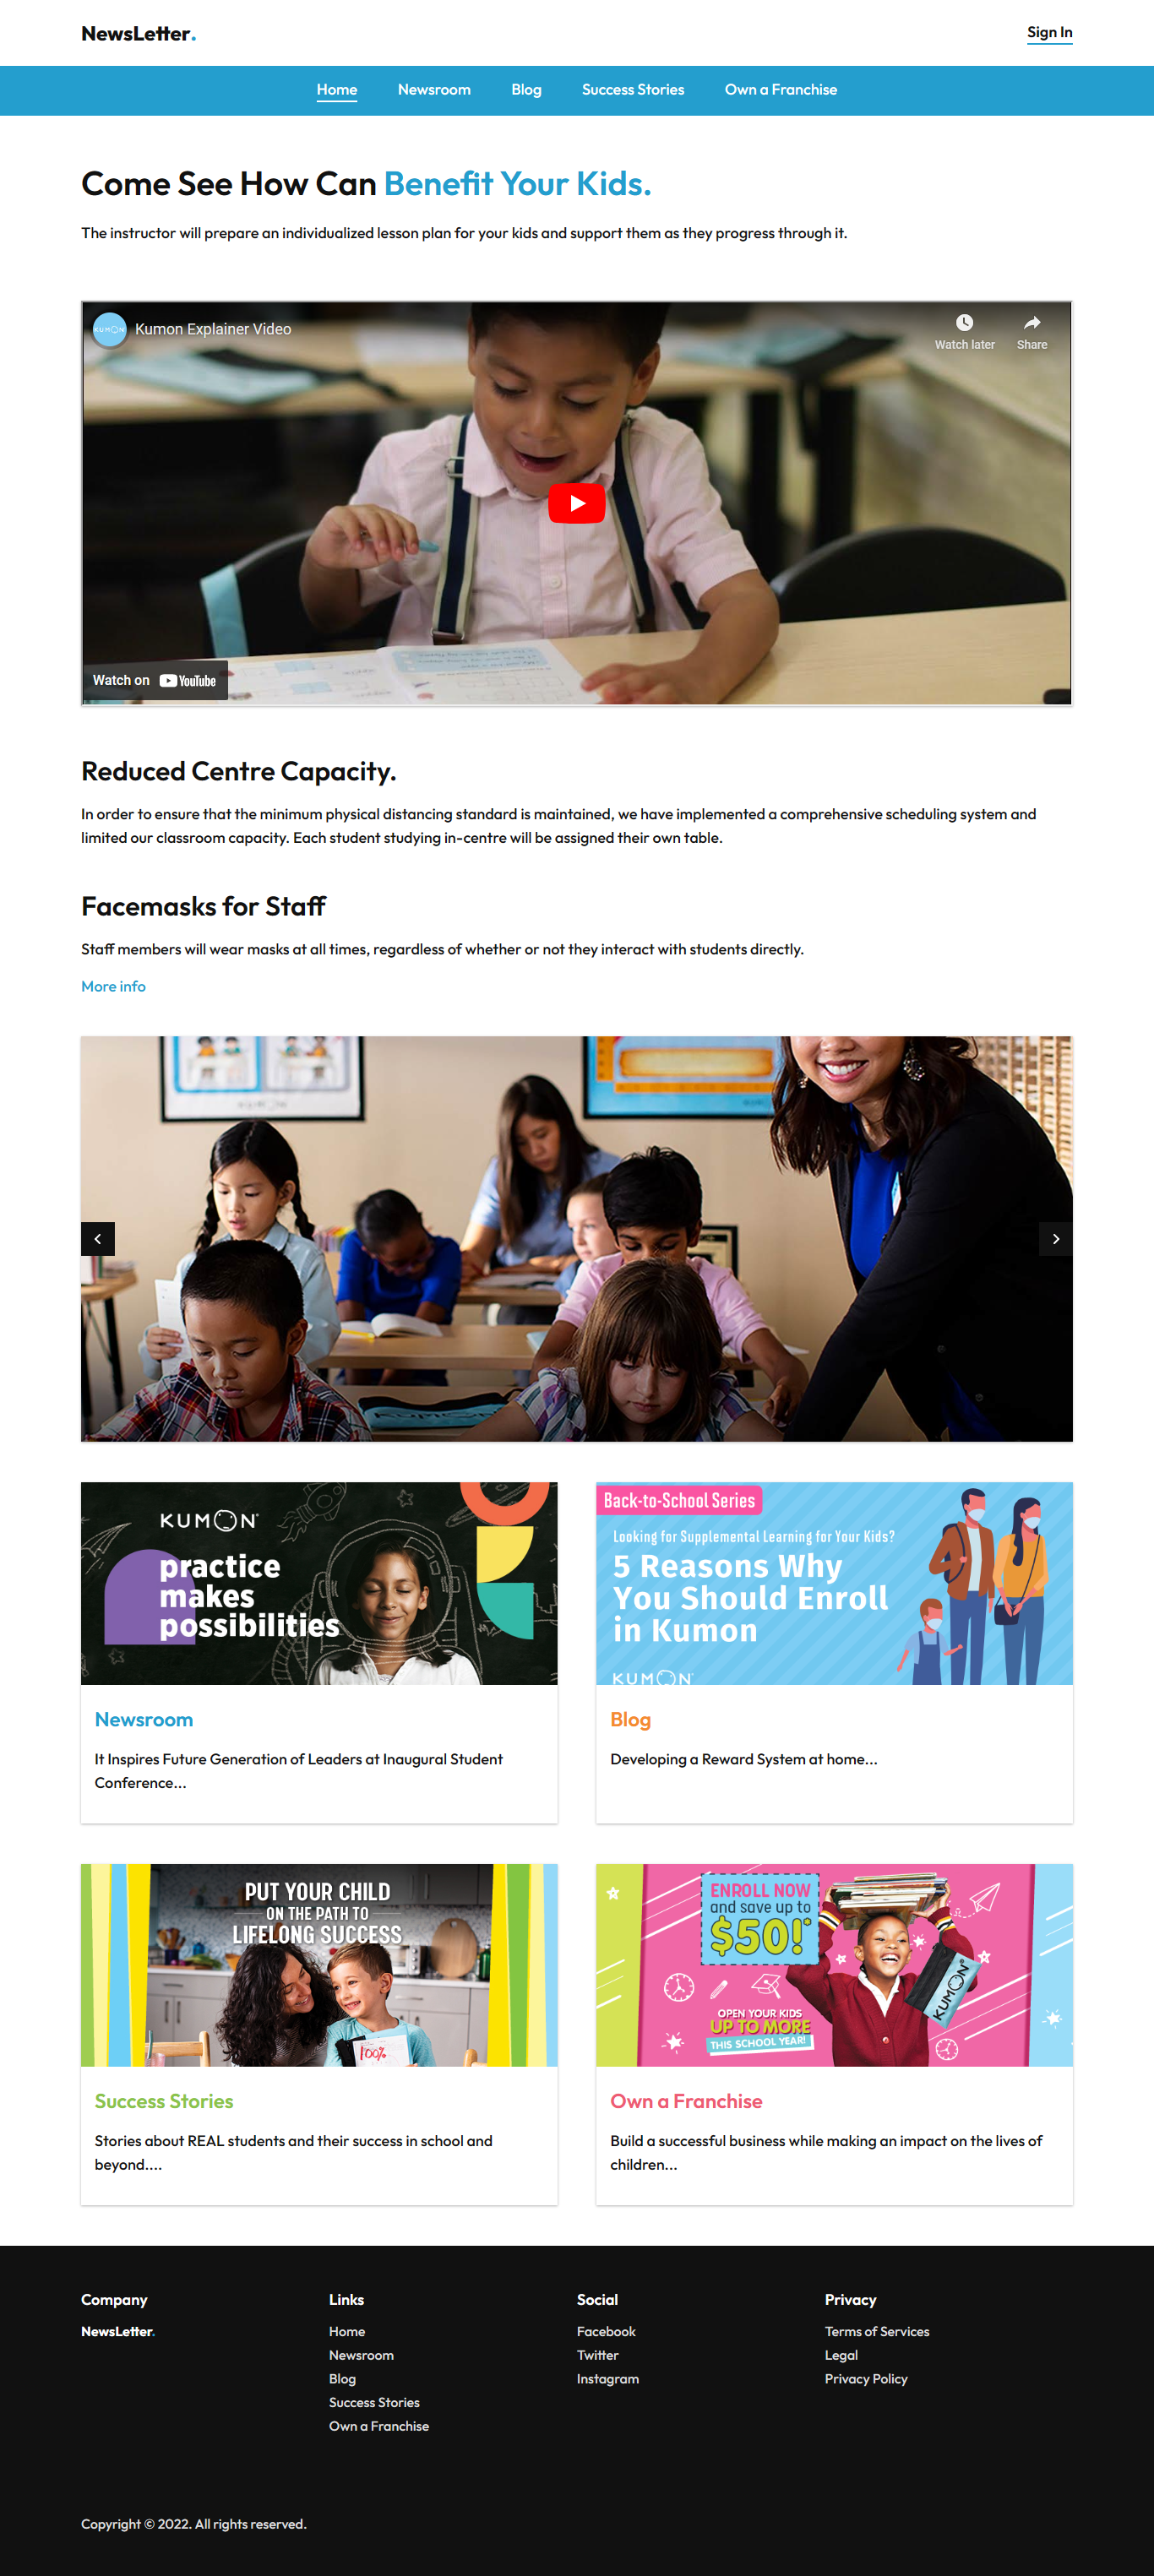 NewsLetter.
Sign In
Home Newsroom Blog Success Stories Own a Franchise
Come See How Can Benefit Your Kids.
The instructor will prepare an individualized lesson plan for your kids and support them as they progress through it.
KUMON
Kumon Explainer Video
Watch later
Share
Watch on YouTube
Reduced Centre Capacity.
In order to ensure that the minimum physical distancing standard is maintained, we have implemented a comprehensive scheduling system and
limited our classroom capacity. Each student studying in-centre will be assigned their own table.
Facemasks for Staff
Staff members will wear masks at all times, regardless of whether or not they interact with students directly.
More info
KUMON
practice
makes
possibilities
Newsroom
It Inspires Future Generation of Leaders at Inaugural Student
Conference...
Back-to-School Series
Looking for Supplemental Learning for Your Kids?
5 Reasons Why
You Should Enroll
in Kumon
KUMON
Blog
Developing a Reward System at home...
PUT YOUR CHILD
ON THE PATH TO
LIFELONG SUCCESS
100%
Success Stories
Stories about REAL students and their success in school and
beyond....
ENROLL NOW
and save up to
$50!*
OPEN YOUR KIDS
UP TO MORE
THIS SCHOOL YEAR!
KUMON
Own a Franchise
Build a successful business while making an impact on the lives of
children...
Company
NewsLetter.
Links
Home
Newsroom
Blog
Success Stories
Own a Franchise
Social
Facebook
Twitter
Instagram
Privacy
Terms of Services
Legal
Privacy Policy
Copyright © 2022. All rights reserved.